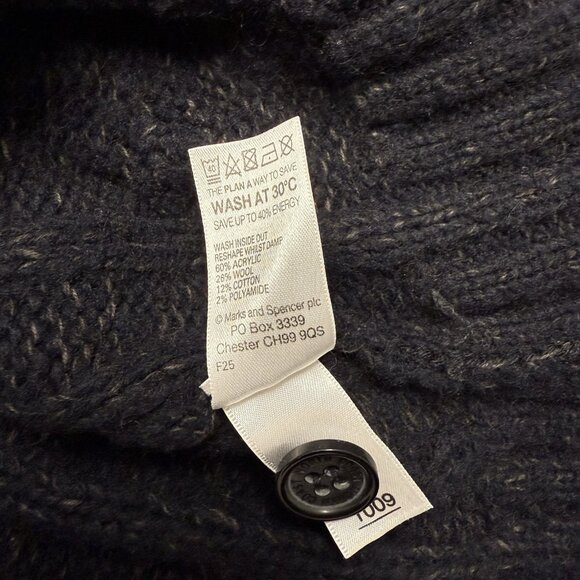 40
THE PLAN A WAY TO SAVE
WASH AT 30°C
SAVE UP TO 40% ENERGY
WASH INSIDE OUT
RESHAPE WHILST DAMP
60% ACRYLIC
26% WOOL
12% COTTON
2% POLYAMIDE
© Marks and Spencer plc
PO Box 3339
Chester CH99 9QS
F25
1009